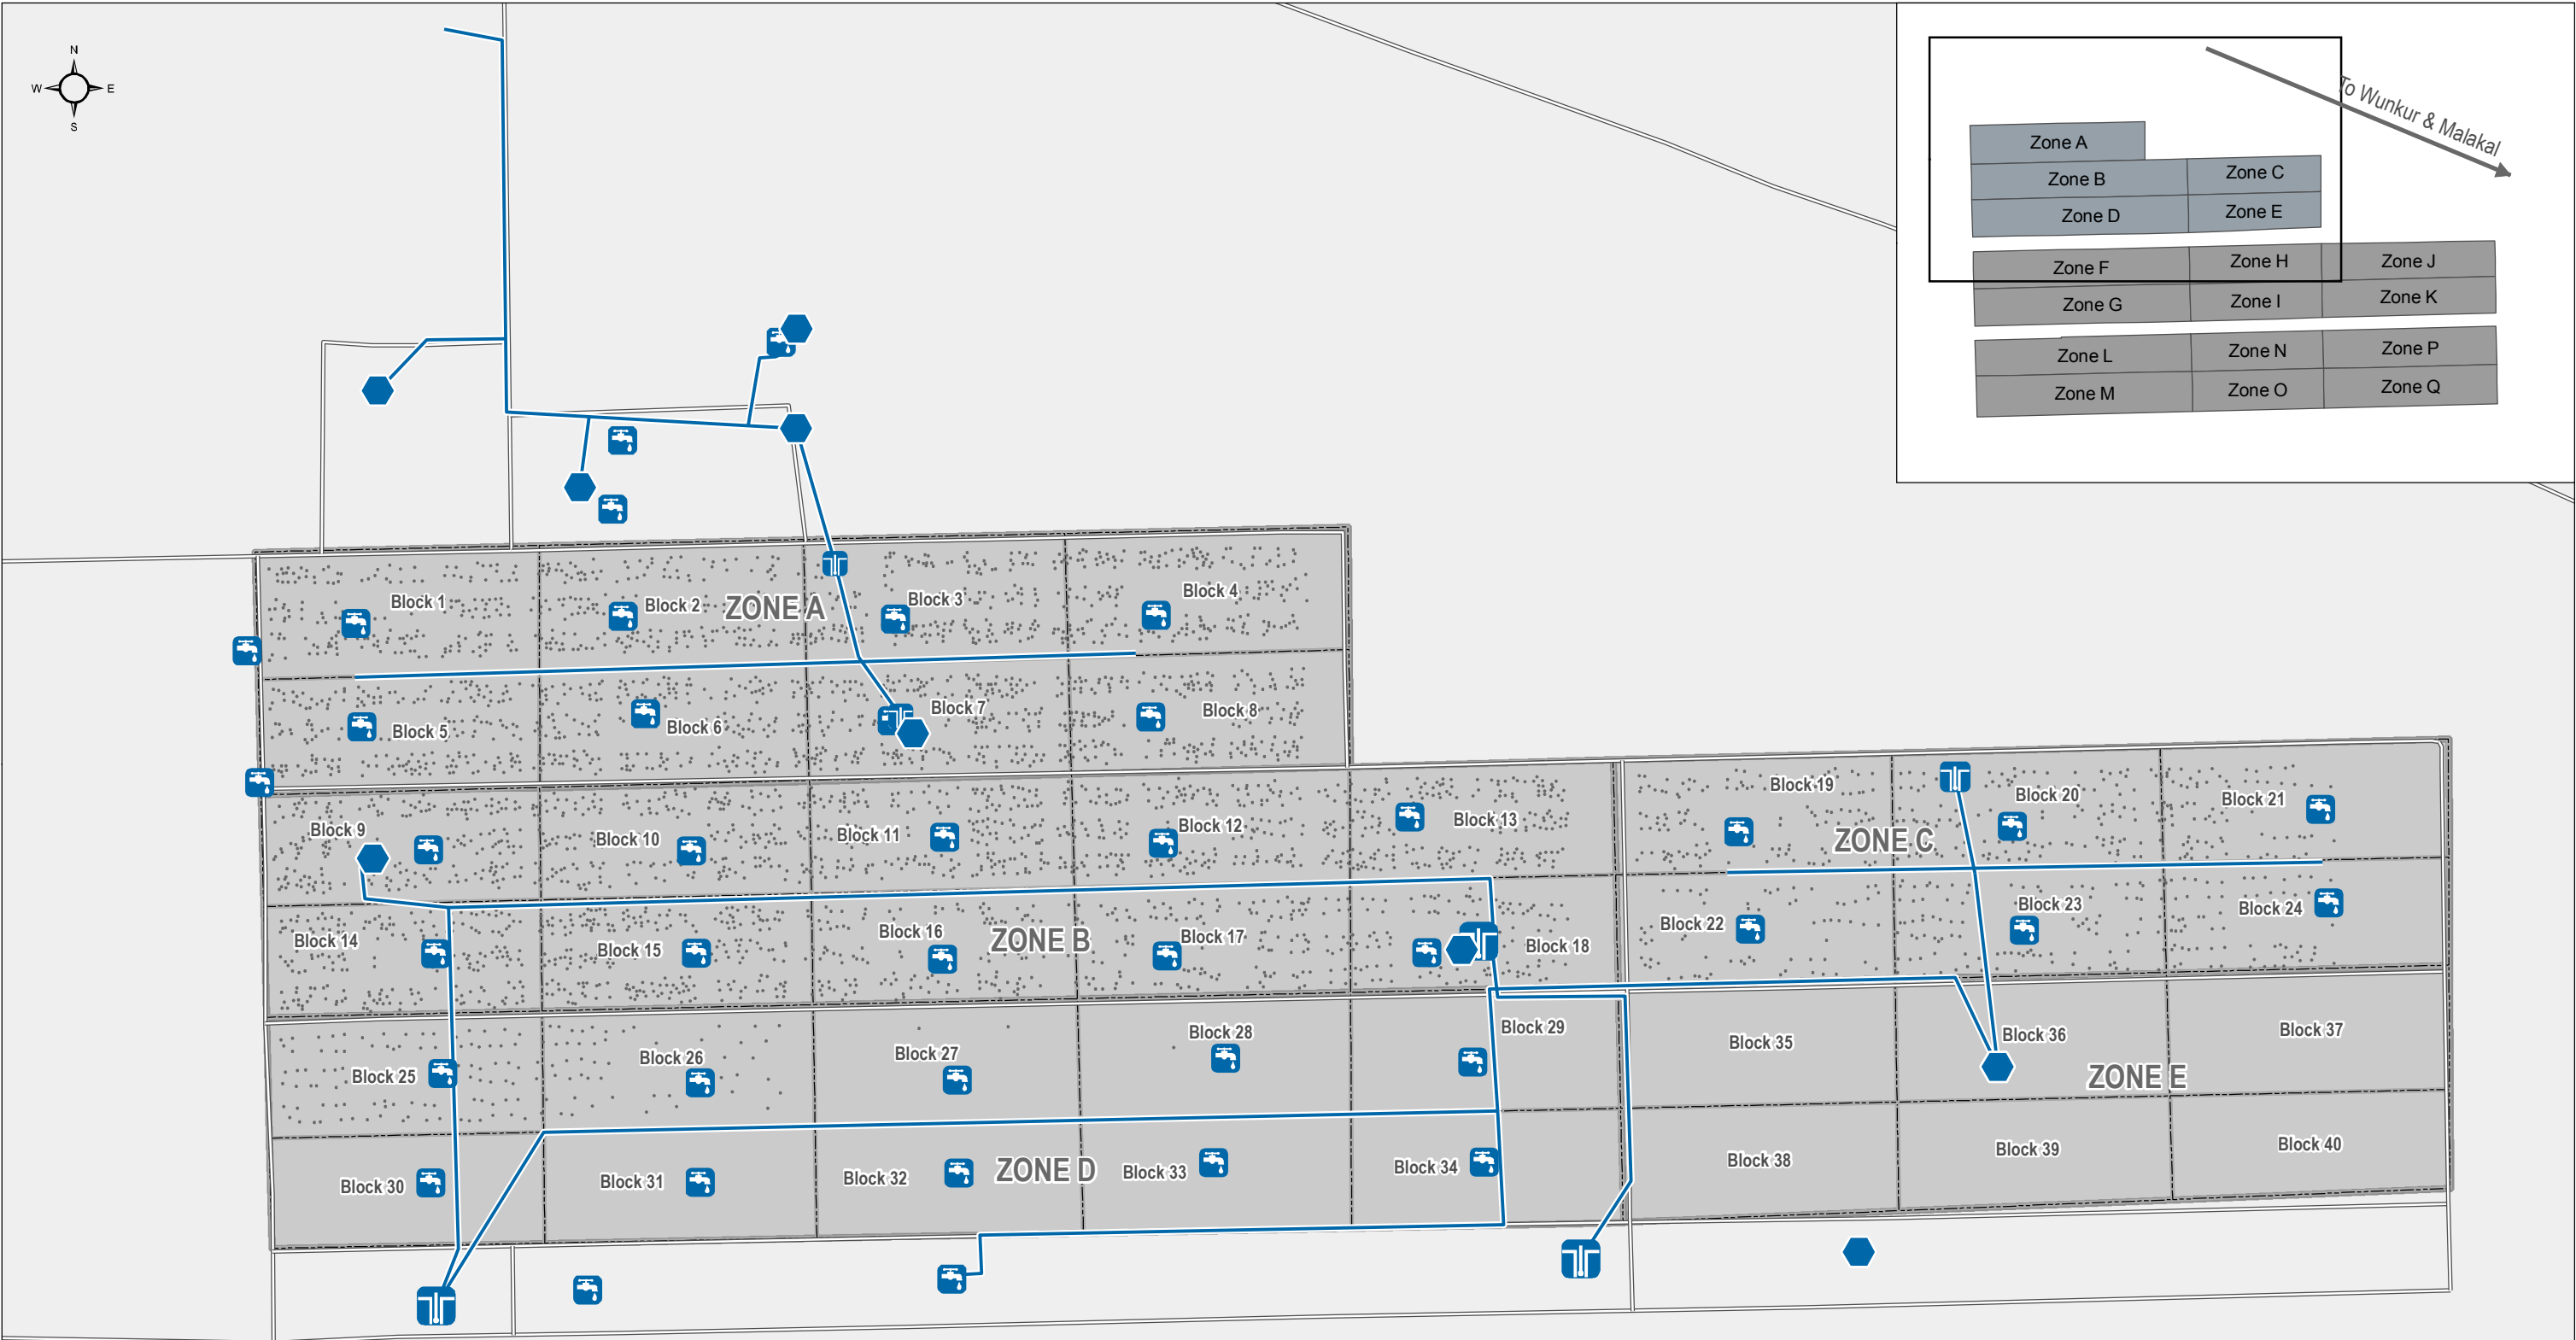 N
W
E
S
To Wunkur & Malakal
Zone A
Zone B
Zone C
Zone D
Zone E
Zone F
Zone H
Zone J
Zone G
Zone I
Zone K
Zone L
Zone N
Zone P
Zone M
Zone O
Zone Q
Block 1
Block 2
ZONE A
Block 3
Block 4
Block 5
Block 6
Block 7
Block 8
Block 9
Block 10
Block 11
Block 12
Block 13
Block 14
Block 15
Block 16
ZONE B
Block 17
Block 18
Block 19
Block 20
Block 21
ZONE C
Block 22
Block 23
Block 24
Block 25
Block 26
Block 27
Block 28
Block 29
Block 30
Block 31
Block 32
ZONE D
Block 33
Block 34
Block 35
Block 36
Block 37
ZONE E
Block 38
Block 39
Block 40